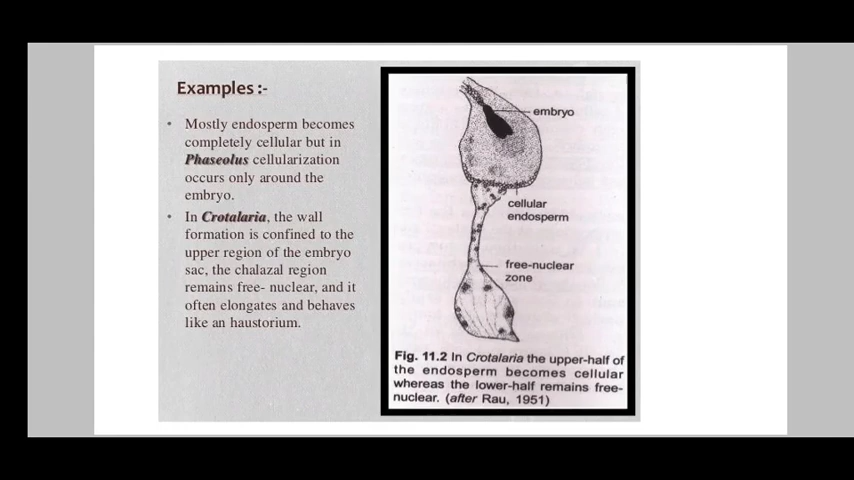 Examples :-
• Mostly endosperm becomes
completely cellular but in
Phaseolus cellularization
occurs only around the
embryo.
• In Crotalaria, the wall
formation is confined to the
upper region of the embryo
sac, the chalazal region
remains free- nuclear, and it
often elongates and behaves
like an haustorium.
embryo
cellular
endosperm
free-nuclear
zone
Fig. 11.2 In Crotalaria the upper-half of
the endosperm becomes cellular
whereas the lower-half remains free-
nuclear. (after Rau, 1951)